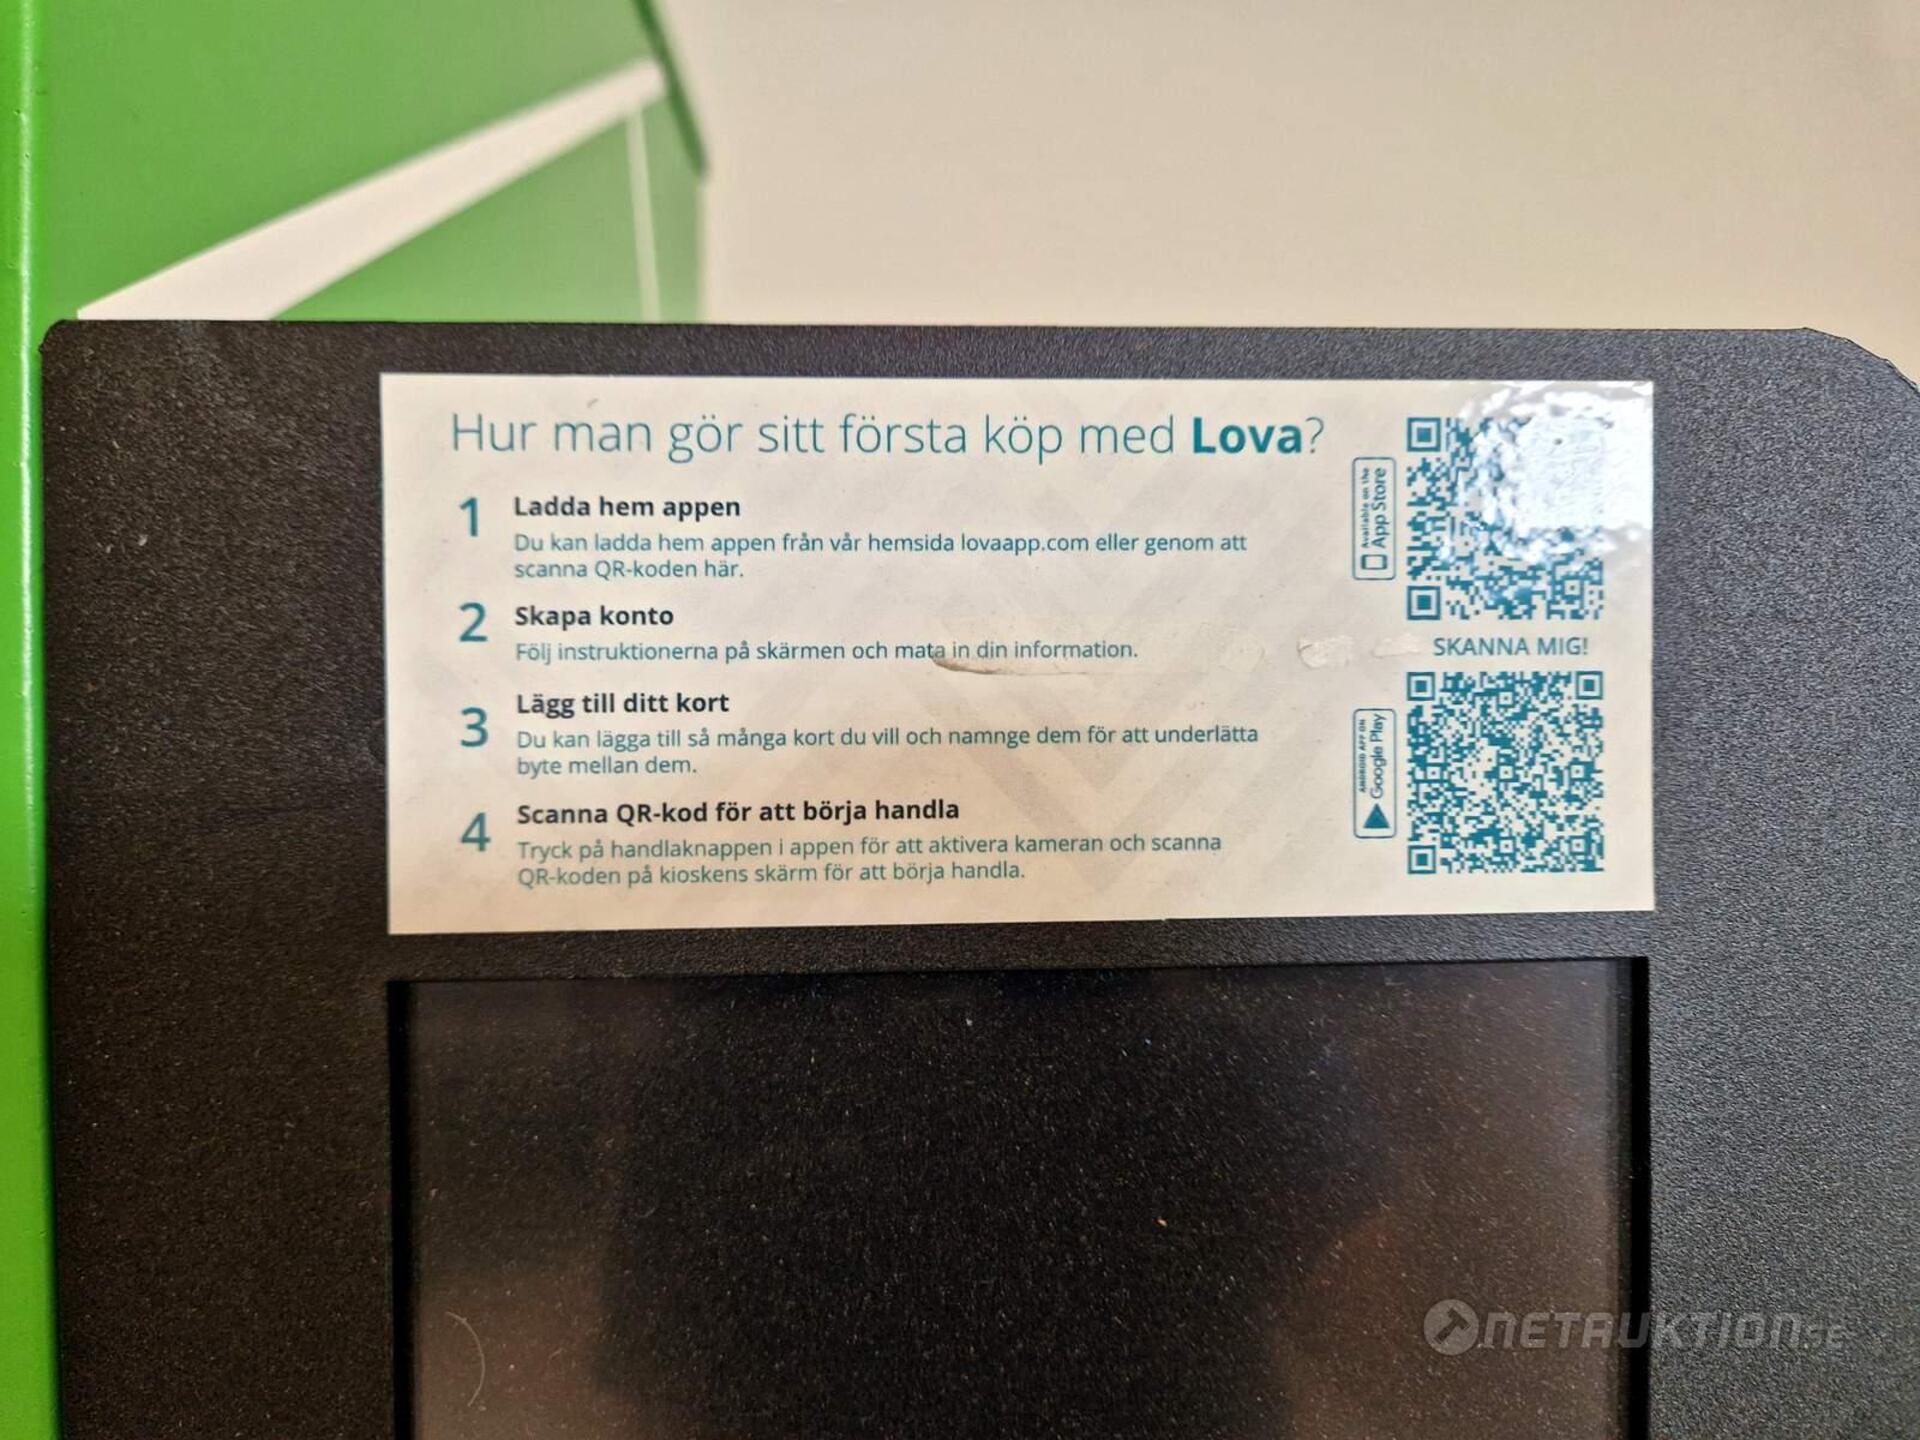 Hur man gör sitt första köp med Lova?
1 Ladda hem appen
Du kan ladda hem appen från vår hemsida lovaapp.com eller genom att
scanna QR-koden här.
2 Skapa konto
Följ instruktionerna på skärmen och mata in din information.
3 Lägg till ditt kort
Du kan lägga till så många kort du vill och namnge dem för att underlätta
byte mellan dem.
4 Scanna QR-kod för att börja handla
Tryck på handlaknappen i appen för att aktivera kameran och scanna
QR-koden på kioskens skärm för att börja handla.
Available on the
App Store
SKANNA MIG!
ANDROID APP ON
Google Play
NETAUKTION.SE